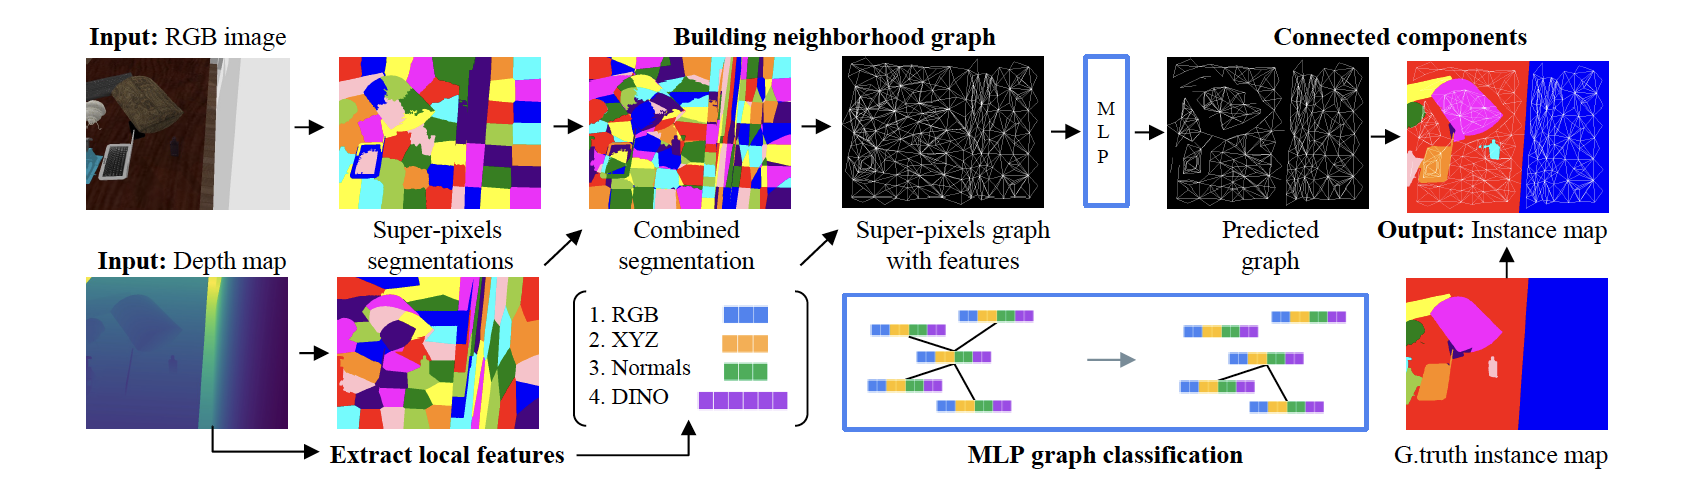 Input: RGB image
Building neighborhood graph
Connected components
M
L
P
Super-pixels
segmentations
Combined
segmentation
Super-pixels graph
with features
Predicted
graph
Output: Instance map
Input: Depth map
1. RGB
2. XYZ
3. Normals
4. DINO
Extract local features
MLP graph classification
G.truth instance map